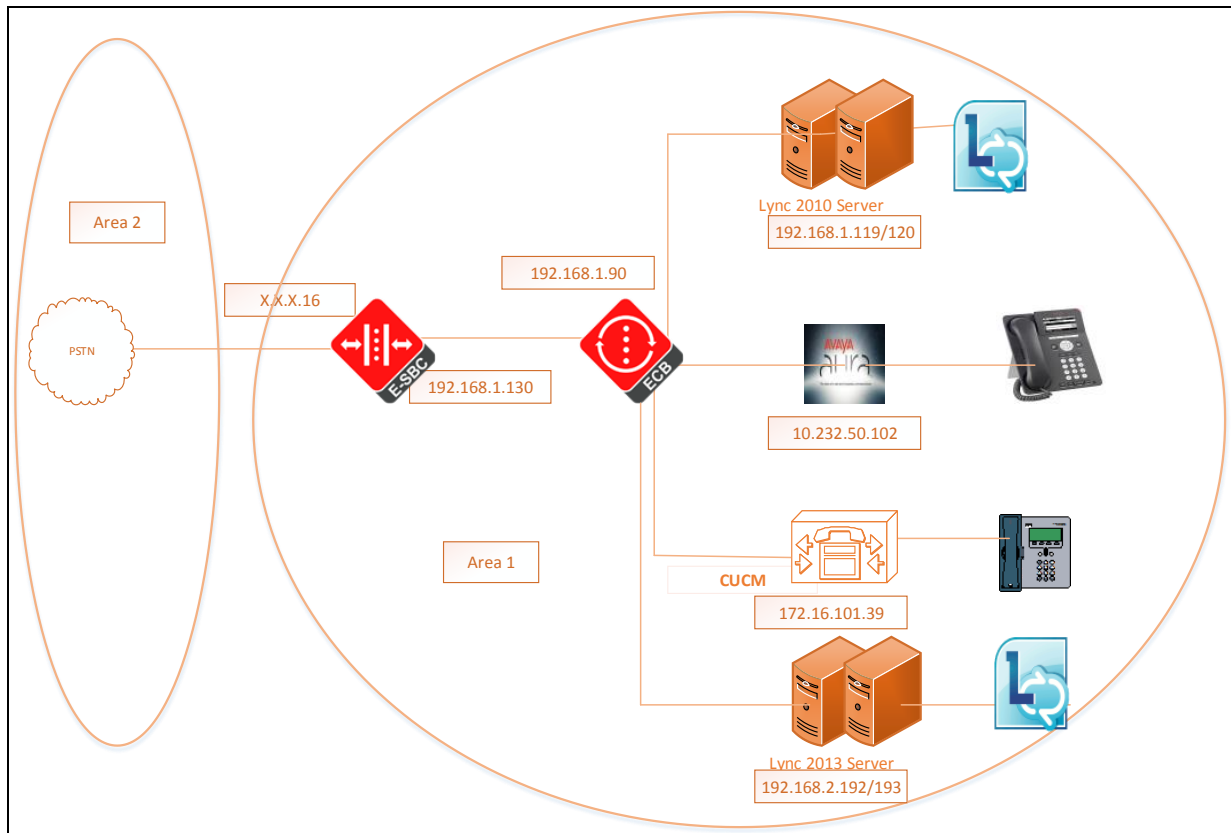 Area 2
PSTN
X.X.X.16
E-SBC
192.168.1.130
192.168.1.90
ECB
Area 1
Lync 2010 Server
192.168.1.119/120
L
AVAYA
aura
10.232.50.102
CUCM
172.16.101.39
Lync 2013 Server
192.168.2.192/193
L